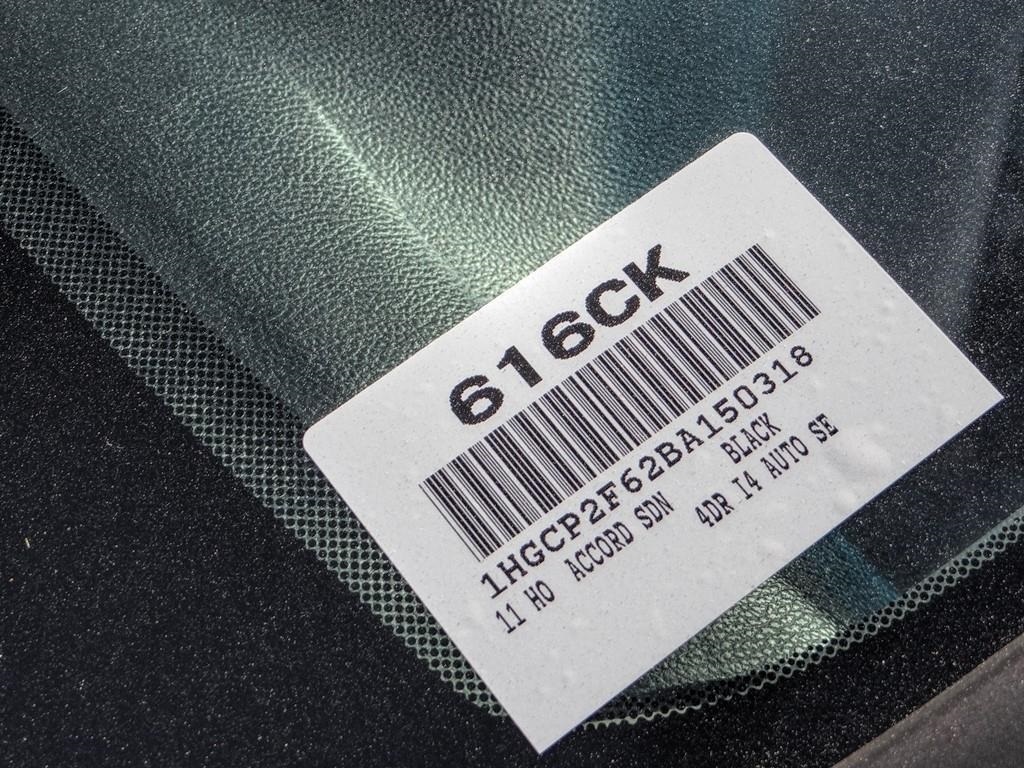 616CK
1HGCP2F62BA150318
11 HO ACCORD SDN BLACK
4DR I4 AUTO SE